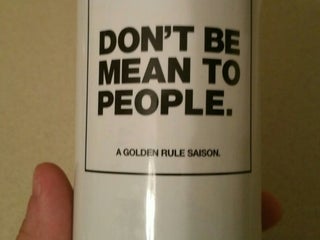 DON'T BE
MEAN TO
PEOPLE.
A GOLDEN RULE SAISON.